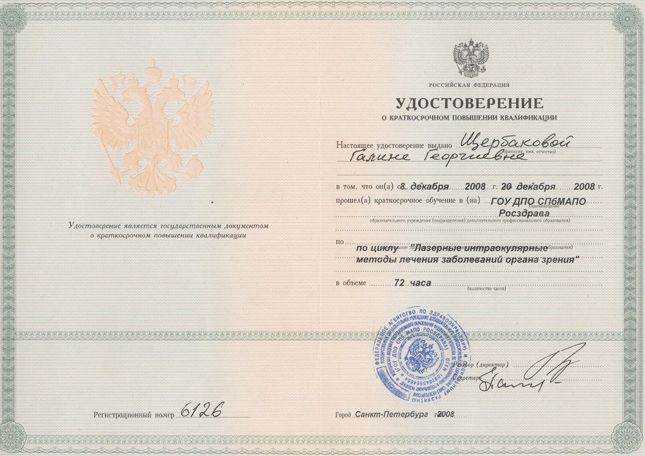 Удостоверение является государственным документом
о краткосрочном повышении квалификации
Регистрационный номер 6126
РОССИЙСКАЯ ФЕДЕРАЦИЯ
УДОСТОВЕРЕНИЕ
О КРАТКОСРОЧНОМ ПОВЫШЕНИИ КВАЛИФИКАЦИИ
Настоящее удостоверение выдано Щербаковой
(фамилия, имя, отчество)
Галине Георгиевне
в том, что он(а) с 8. декабря 2008 г. 20 декабря 2008 г.
прошел(а) краткосрочное обучение в (на) ГОУ ДПО СПбМАПО
Росздрава
образовательного учреждения (подразделения) дополнительного профессионального образования)
по
по циклу "Лазерные интраокулярные
методы лечения заболеваний органа зрения"
в объеме 72 часа
(количество часов)
Ректор (директор)
Секретарь
Город Санкт-Петербург 2008